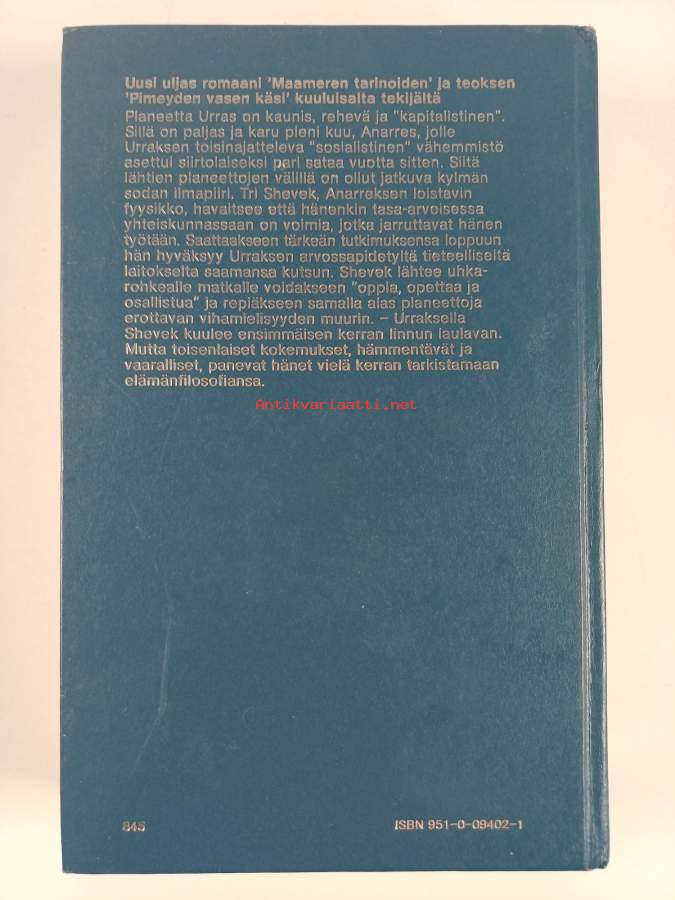 Uusi uljas romaani 'Maameren tarinoiden' ja teoksen
'Pimeyden vasen käsi' kuuluisalta tekijältä
Planeetta Urras on kaunis, rehevä ja "kapitalistinen".
Sillä on paljas ja karu pieni kuu, Anarres, jolle
Urraksen toisinajatteleva "sosialistinen" vähemmistö
asettui siirtolaiseksi pari sataa vuotta sitten. Siitä
lähtien planeettojen välillä on ollut jatkuva kylmän
sodan ilmapiiri. Tri Shevek, Anarreksen loistavin
fyysikko, havaitsee että hänenkin tasa-arvoisessa
yhteiskunnassaan on voimia, jotka jarruttavat hänen
työtään. Saattaakseen tärkeän tutkimuksensa loppuun
hän hyväksyy Urraksen arvossapidetyltä tieteelliseltä
laitokselta saamansa kutsun. Shevek lähtee uhka-
rohkealle matkalle voidakseen "oppia, opettaa ja
osallistua" ja repiäkseen samalla alas planeettoja
erottavan vihamielisyyden muurin. – Urraksella
Shevek kuulee ensimmäisen kerran linnun laulavan.
Mutta toisenlaiset kokemukset, hämmentävät ja
vaaralliset, panevat hänet vielä kerran tarkistamaan
elämänfilosofiansa.
Antikvariaatti.net
845
ISBN 951-0-09402-1